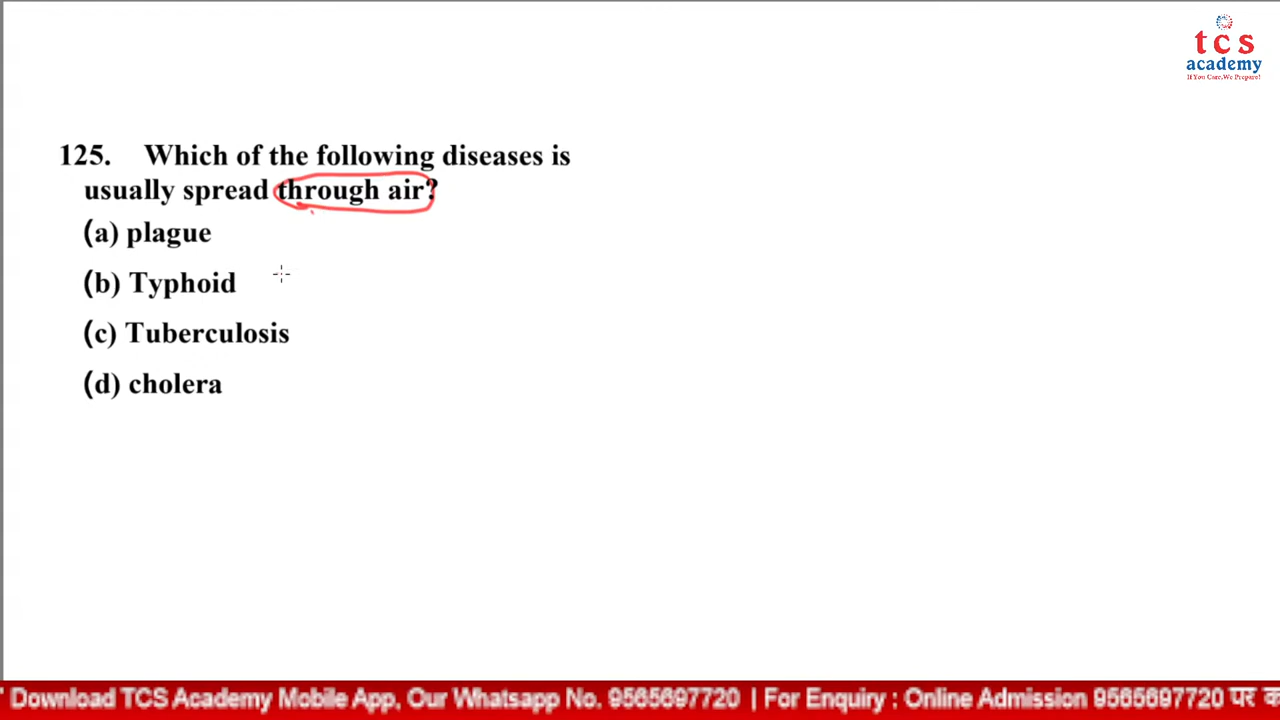 tcs
academy
If You Care, We Prepare!
125. Which of the following diseases is
usually spread through air?
(a) plague
(b) Typhoid
(c) Tuberculosis
(d) cholera
Download TCS Academy Mobile App, Our Whatsapp No. 9565697720 | For Enquiry : Online Admission 9565697720 पर